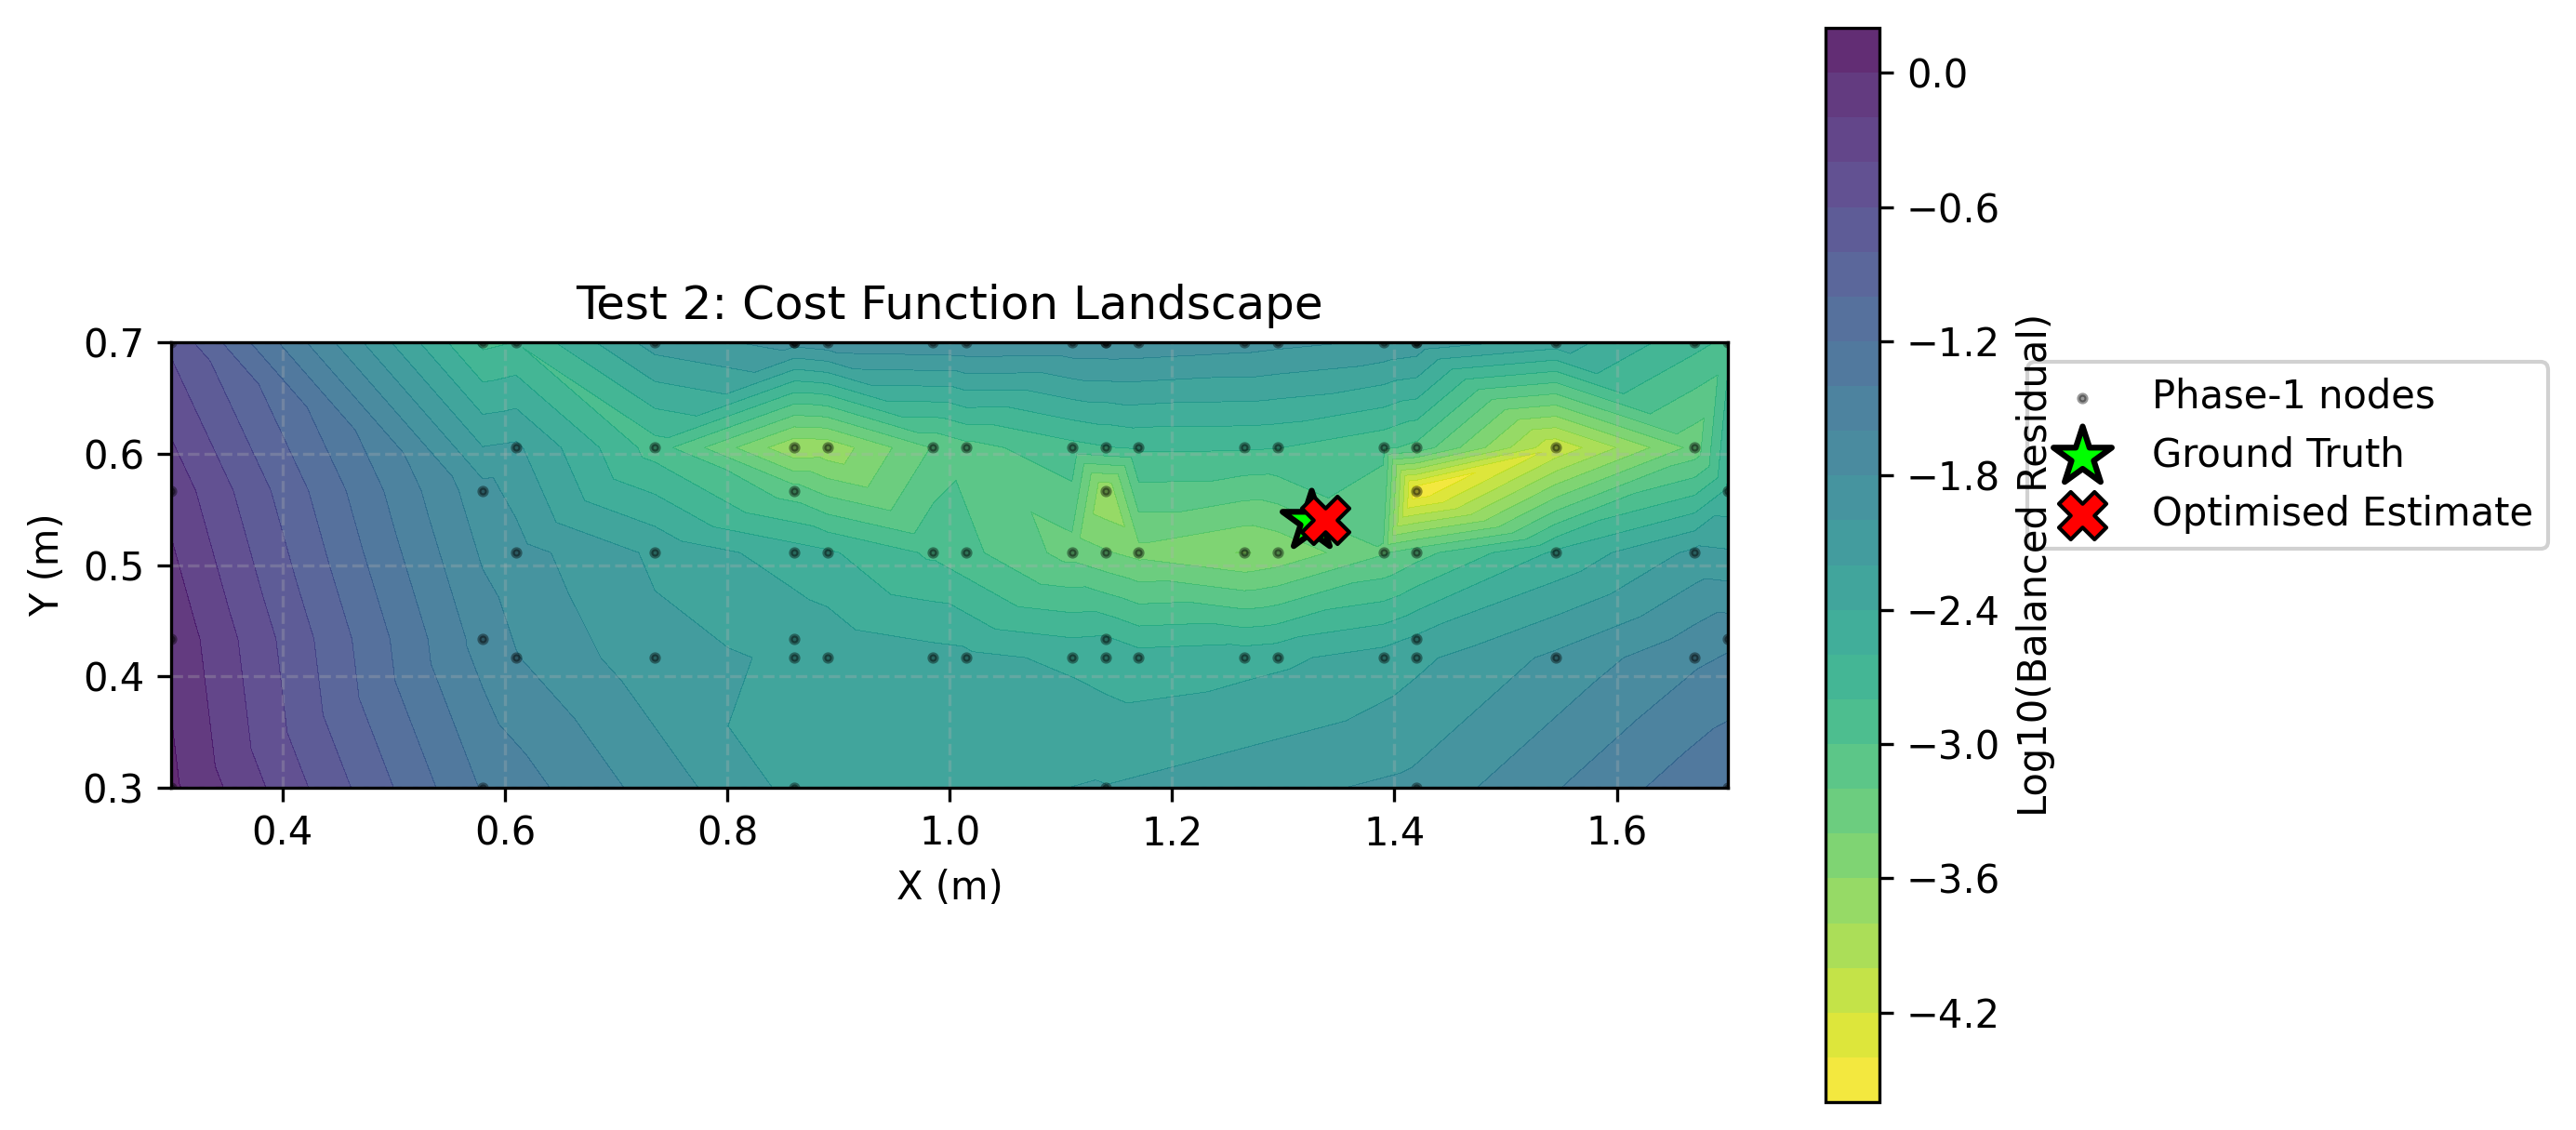 Test 2: Cost Function Landscape
Y (m)
0.7
0.6
0.5
0.4
0.3
0.4 0.6 0.8 1.0 1.2 1.4 1.6
X (m)
0.0
−0.6
−1.2
−1.8
−2.4
−3.0
−3.6
−4.2
Log10(Balanced Residual)
Phase-1 nodes
Ground Truth
Optimised Estimate